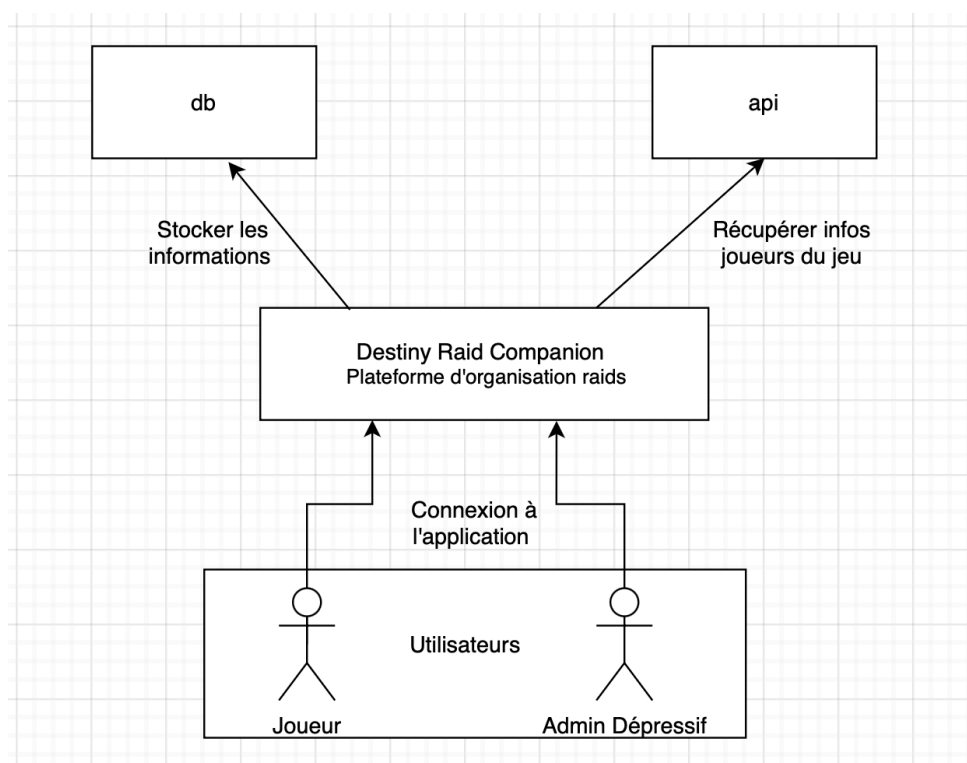 db
api
Stocker les
informations
Récupérer infos
joueurs du jeu
Destiny Raid Companion
Plateforme d'organisation raids
Connexion à
l'application
Utilisateurs
Joueur
Admin Dépressif